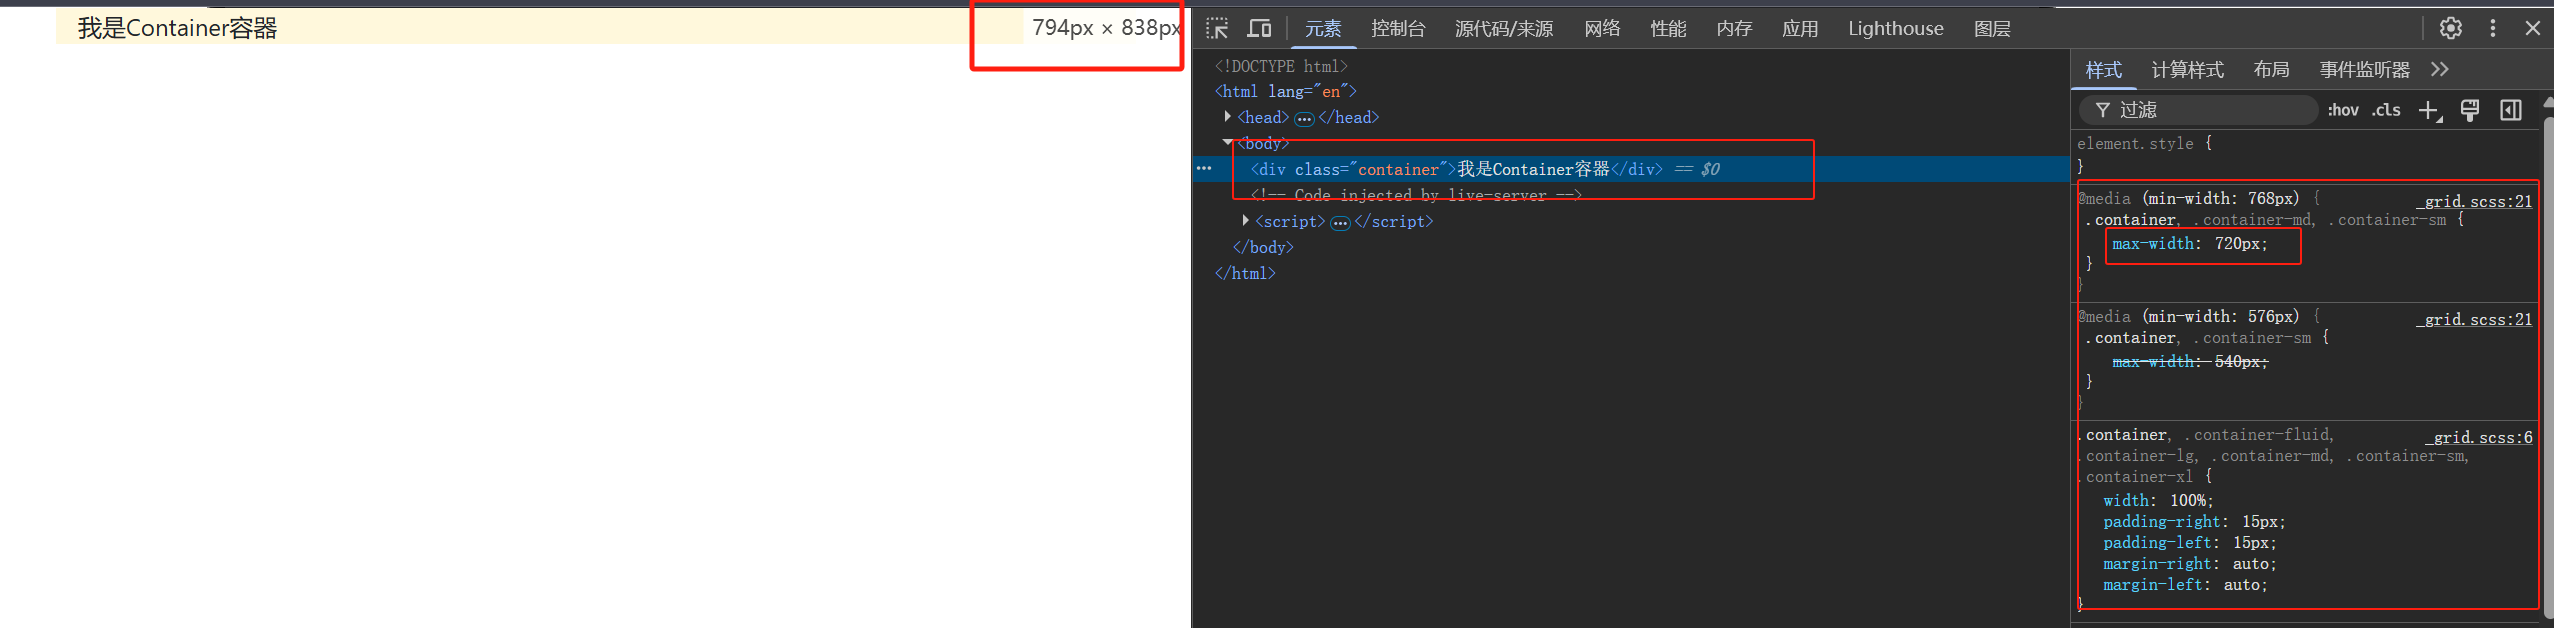 我是Container容器
794px × 838px
元素 控制台 源代码/来源 网络 性能 内存 应用 Lighthouse 图层
<!DOCTYPE html>
<html lang="en">
<head> ••• </head>
<body>
••• <div class="container">我是Container容器</div> == $0
<!-- Code injected by live-server -->
<script> ••• </script>
</body>
</html>
样式 计算样式 布局 事件监听器
过滤 :hov .cls
element.style {
}
@media (min-width: 768px) { _grid.scss:21
.container, .container-md, .container-sm {
max-width: 720px;
}
}
@media (min-width: 576px) { _grid.scss:21
.container, .container-sm {
max-width: 540px;
}
}
.container, .container-fluid, _grid.scss:6
.container-lg, .container-md, .container-sm,
.container-xl {
width: 100%;
padding-right: 15px;
padding-left: 15px;
margin-right: auto;
margin-left: auto;
}